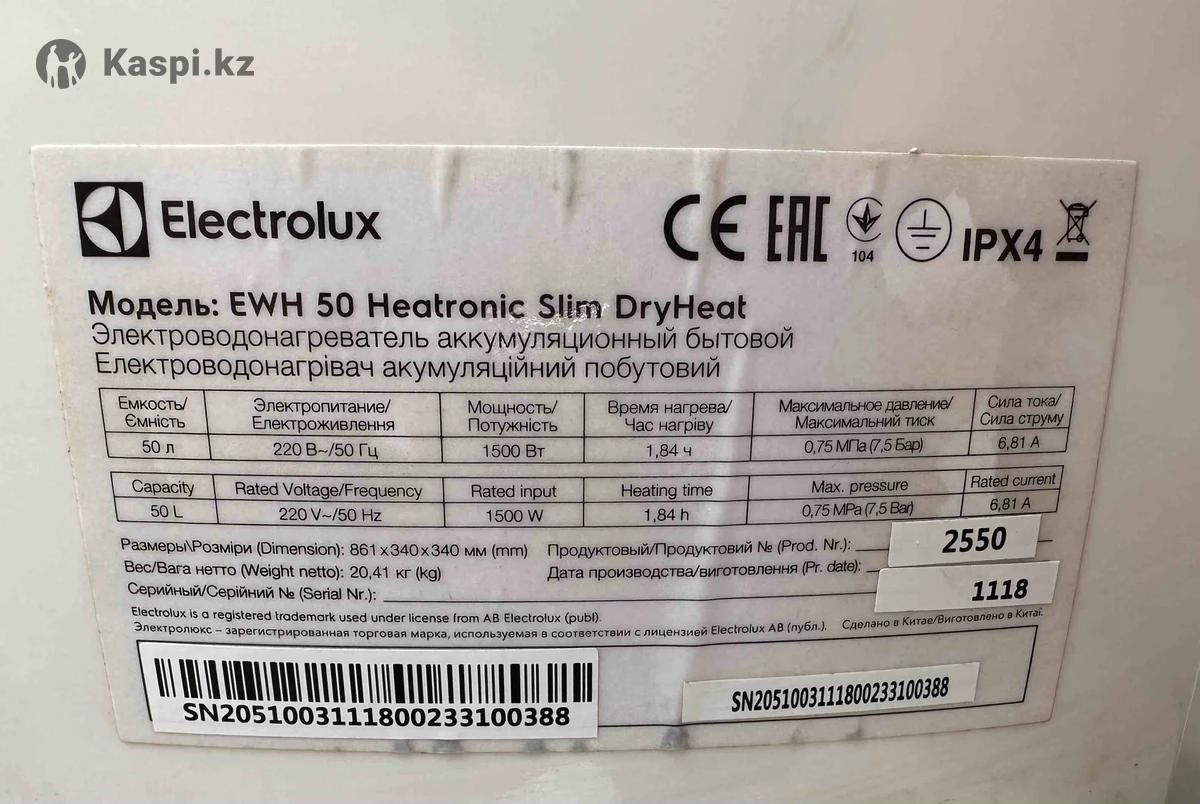 Kaspi.kz
Electrolux
CE EAC 104 IPX4
Модель: EWH 50 Heatronic Slim DryHeat
Электроводонагреватель аккумуляционный бытовой
Електроводонагрівач акумуляційний побутовий
Емкость/ Ємність Электропитание/ Електроживлення Мощность/ Потужність Время нагрева/ Час нагріву Максимальное давление/ Максимальний тиск Сила тока/ Сила струму
50 л 220 В~/50 Гц 1500 Вт 1,84 ч 0,75 МПа (7,5 Бар) 6,81 А
Capacity Rated Voltage/Frequency Rated input Heating time Max. pressure Rated current
50 L 220 V~/50 Hz 1500 W 1,84 h 0,75 MPa (7,5 Bar) 6,81 A
Размеры\Розміри (Dimension): 861 x 340 x 340 мм (mm) Продуктовый/Продуктовий № (Prod. Nr.): 2550
Вес/Вага нетто (Weight netto): 20,41 кг (kg) Дата производства/виготовлення (Pr. date): 1118
Серийный/Серійний № (Serial Nr.):
Electrolux is a registered trademark used under license from AB Electrolux (publ).
Электролюкс – зарегистрированная торговая марка, используемая в соответствии с лицензией Electrolux AB (публ.). Сделано в Китае/Виготовлено в Китаї.
SN2051003111800233100388
SN2051003111800233100388